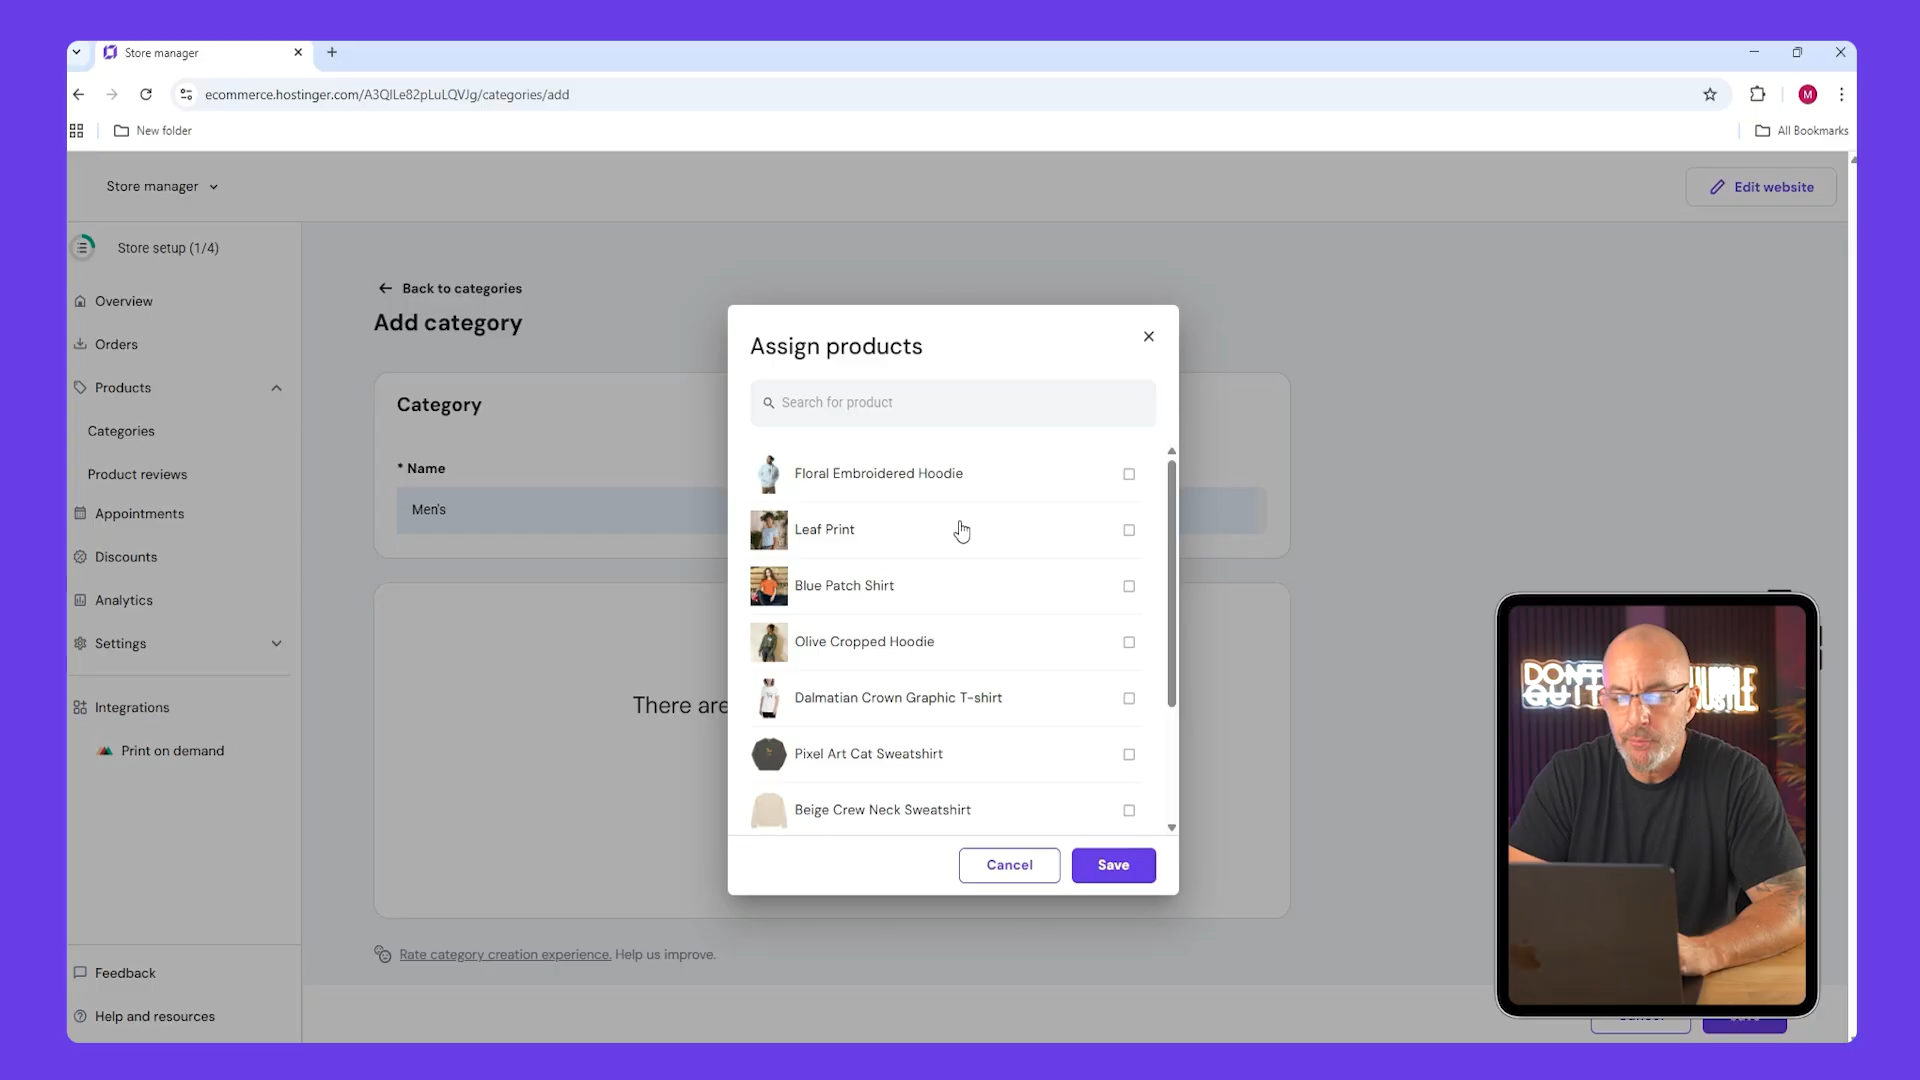 Store manager
ecommerce.hostinger.com/A3QlLe82pLuLQVJg/categories/add
M
New folder
All Bookmarks
Store manager
Edit website
Store setup (1/4)
Overview
Orders
Products
Categories
Product reviews
Appointments
Discounts
Analytics
Settings
Integrations
Print on demand
Feedback
Help and resources
Back to categories
Add category
Category
* Name
Men's
There are
Rate category creation experience. Help us improve.
Assign products
Search for product
Floral Embroidered Hoodie
Leaf Print
Blue Patch Shirt
Olive Cropped Hoodie
Dalmatian Crown Graphic T-shirt
Pixel Art Cat Sweatshirt
Beige Crew Neck Sweatshirt
Cancel
Save
DON'T
QUIT